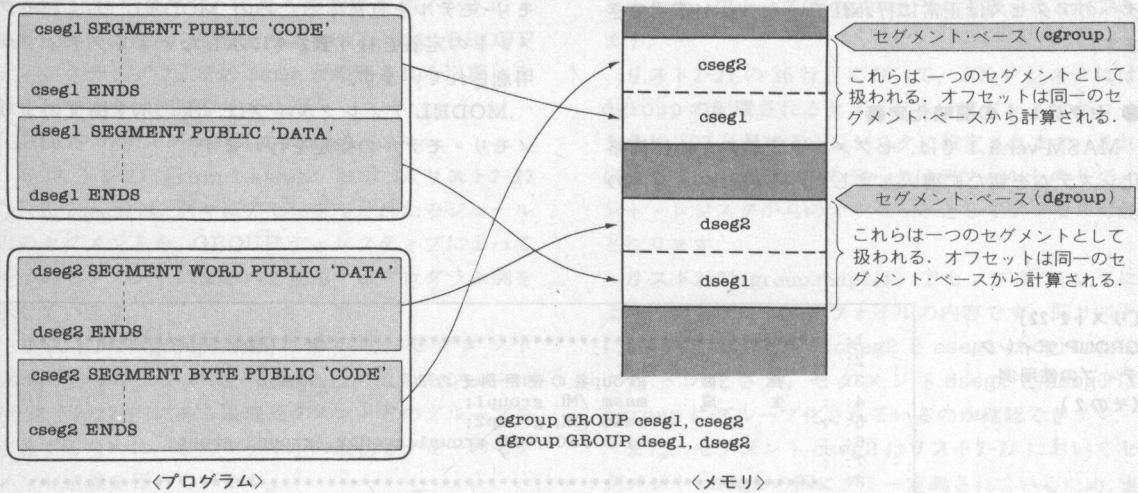 cseg1 SEGMENT PUBLIC 'CODE'
cseg1 ENDS
dseg1 SEGMENT PUBLIC 'DATA'
dseg1 ENDS
dseg2 SEGMENT WORD PUBLIC 'DATA'
dseg2 ENDS
cseg2 SEGMENT BYTE PUBLIC 'CODE'
cseg2 ENDS
〈プログラム〉
cseg2
cseg1
dseg2
dseg1
〈メモリ〉
セグメント・ベース(cgroup)
これらは一つのセグメントとして
扱われる.オフセットは同一のセ
グメント・ベースから計算される.
セグメント・ベース(dgroup)
これらは一つのセグメントとして
扱われる.オフセットは同一のセ
グメント・ベースから計算される.
cgroup GROUP cesg1, cseg2
dgroup GROUP dseg1, dseg2